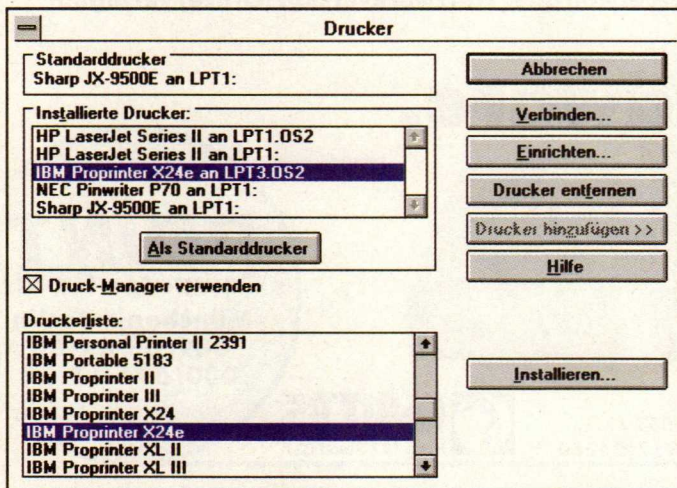 Drucker
Standarddrucker
Sharp JX-9500E an LPT1:
Installierte Drucker:
HP LaserJet Series II an LPT1.OS2
HP LaserJet Series II an LPT1:
IBM Proprinter X24e an LPT3.OS2
NEC Pinwriter P70 an LPT1:
Sharp JX-9500E an LPT1:
Als Standarddrucker
Druck-Manager verwenden
Druckerliste:
IBM Personal Printer II 2391
IBM Portable 5183
IBM Proprinter II
IBM Proprinter III
IBM Proprinter X24
IBM Proprinter X24e
IBM Proprinter XL II
IBM Proprinter XL III
Abbrechen
Verbinden...
Einrichten...
Drucker entfernen
Drucker hinzufügen >>
Hilfe
Installieren...